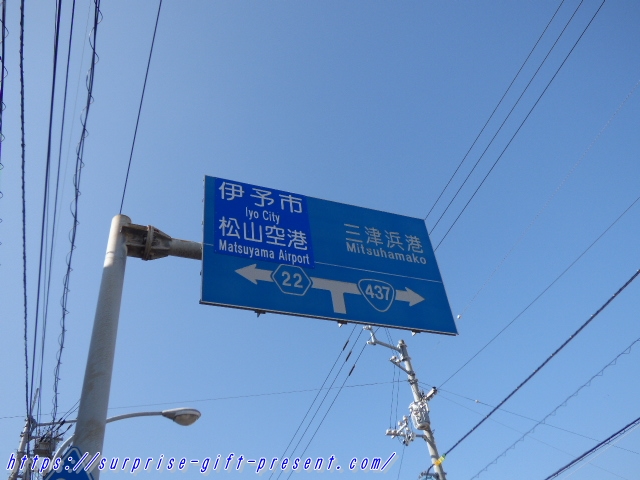 伊予市
Iyo City
松山空港
Matsuyama Airport
三津浜港
Mitsuhamako
22
437
https://surprise-gift-present.com/